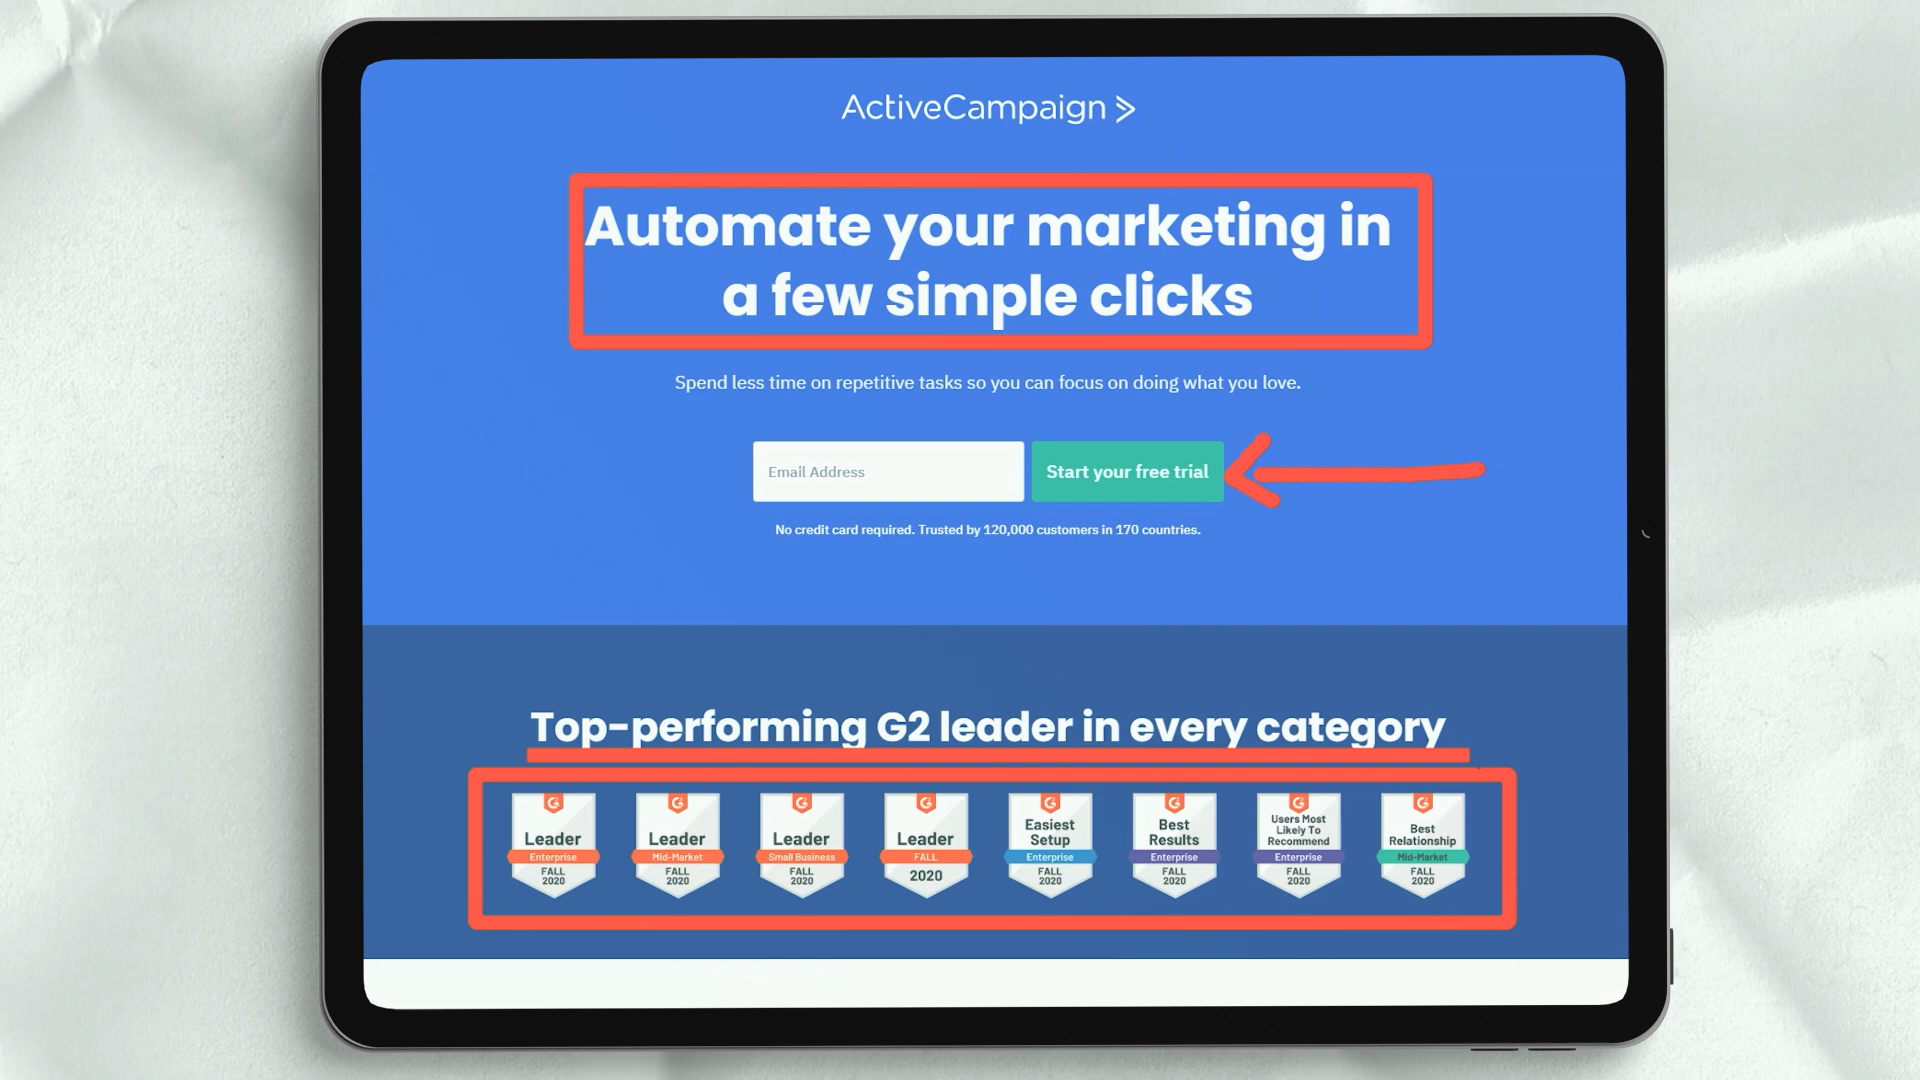 ActiveCampaign
Automate your marketing in
a few simple clicks
Spend less time on repetitive tasks so you can focus on doing what you love.
Email Address
Start your free trial
No credit card required. Trusted by 120,000 customers in 170 countries.
Top-performing G2 leader in every category
Leader
Enterprise
FALL
2020
Leader
Mid-Market
FALL
2020
Leader
Small Business
FALL
2020
Leader
FALL
2020
Easiest
Setup
Enterprise
FALL
2020
Best
Results
Enterprise
FALL
2020
Users Most
Likely To
Recommend
Enterprise
FALL
2020
Best
Relationship
Mid-Market
FALL
2020